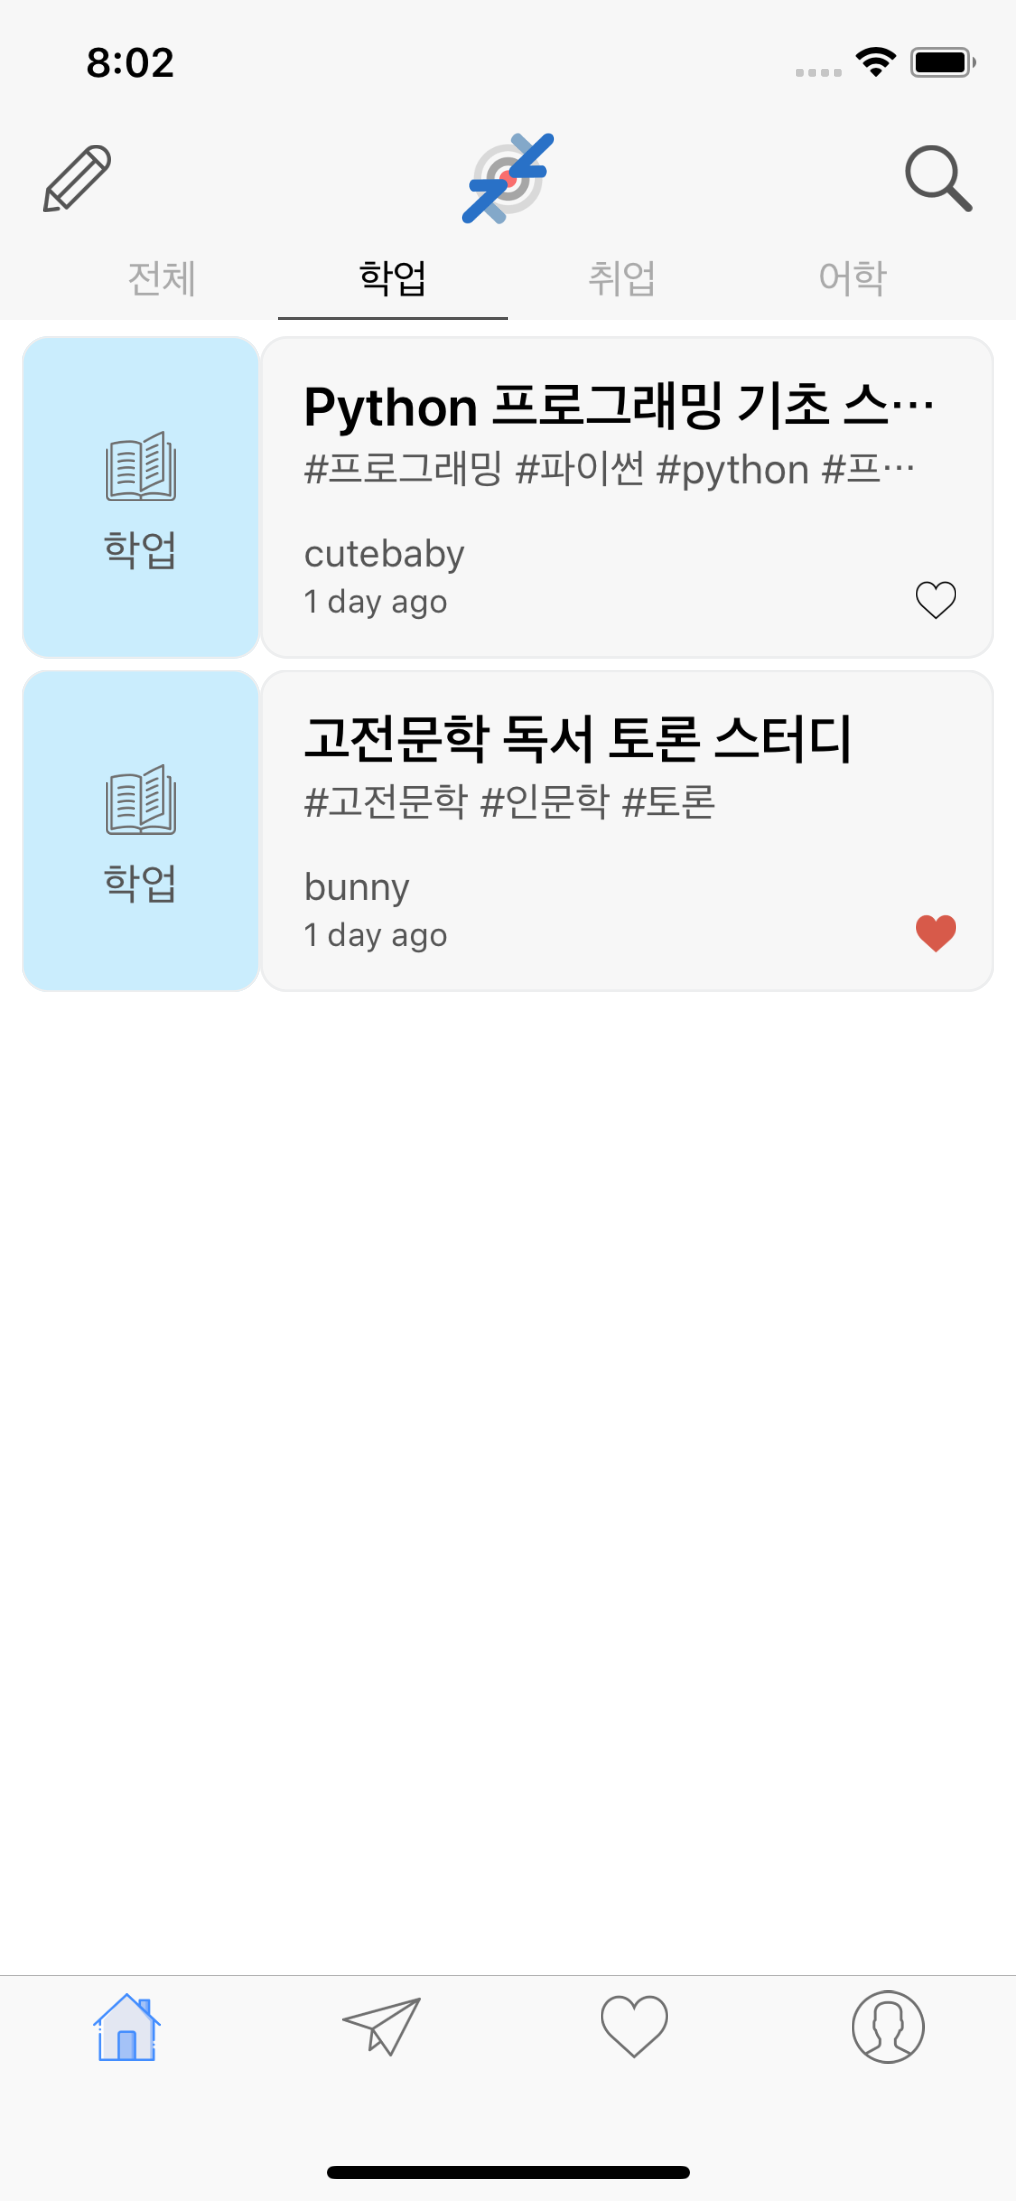 8:02
전체 학업 취업 어학
Python 프로그래밍 기초 스…
#프로그래밍 #파이썬 #python #프…
학업
cutebaby
1 day ago
고전문학 독서 토론 스터디
#고전문학 #인문학 #토론
학업
bunny
1 day ago